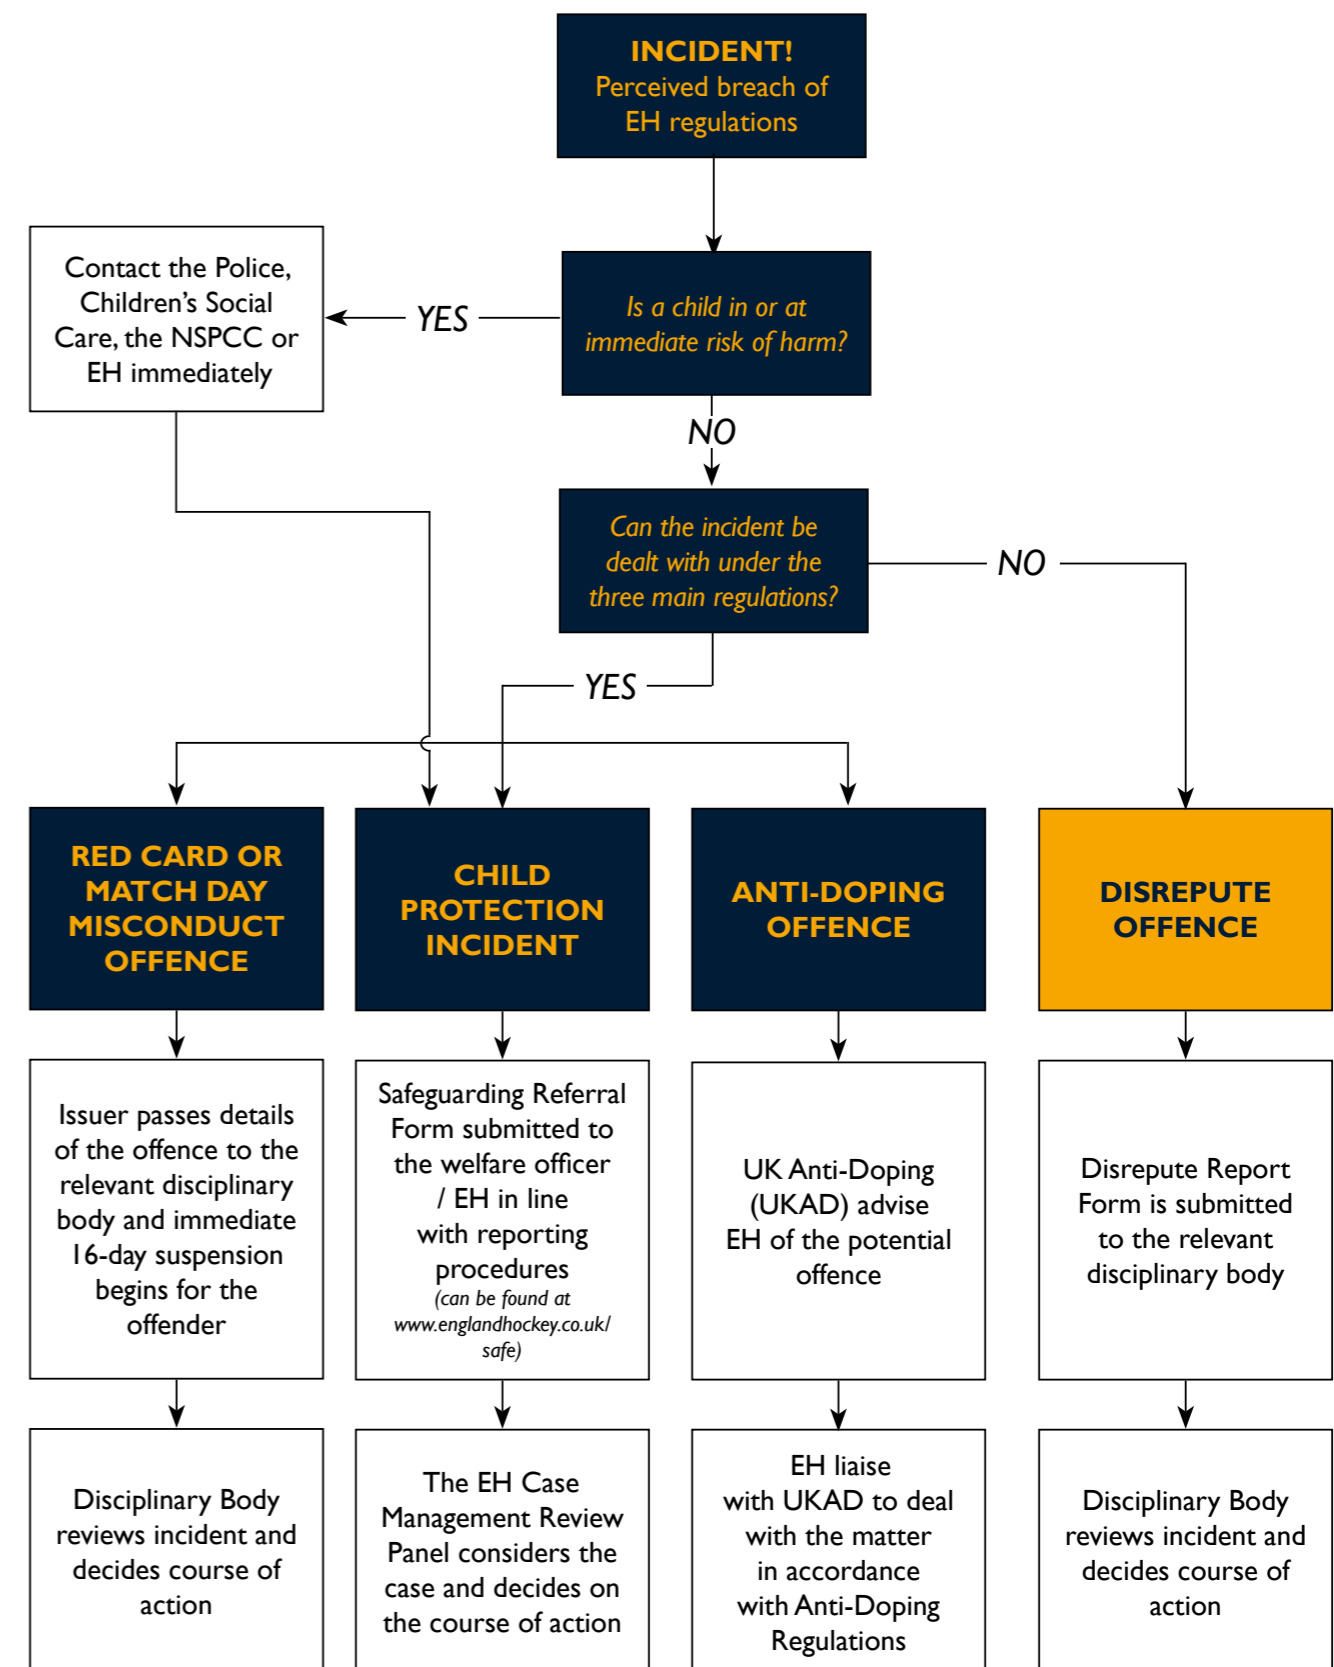 INCIDENT!
Perceived breach of
EH regulations
Contact the Police,
Children's Social
Care, the NSPCC or
EH immediately
YES
Is a child in or at
immediate risk of harm?
NO
Can the incident be
dealt with under the
three main regulations?
NO
YES
RED CARD OR
MATCH DAY
MISCONDUCT
OFFENCE
CHILD
PROTECTION
INCIDENT
ANTI-DOPING
OFFENCE
DISREPUTE
OFFENCE
Issuer passes details
of the offence to the
relevant disciplinary
body and immediate
16-day suspension
begins for the
offender
Safeguarding Referral
Form submitted to
the welfare officer
/ EH in line
with reporting
procedures
(can be found at
www.englandhockey.co.uk/
safe)
UK Anti-Doping
(UKAD) advise
EH of the potential
offence
Disrepute Report
Form is submitted
to the relevant
disciplinary body
Disciplinary Body
reviews incident and
decides course of
action
The EH Case
Management Review
Panel considers the
case and decides on
the course of action
EH liaise
with UKAD to deal
with the matter
in accordance
with Anti-Doping
Regulations
Disciplinary Body
reviews incident and
decides course of
action